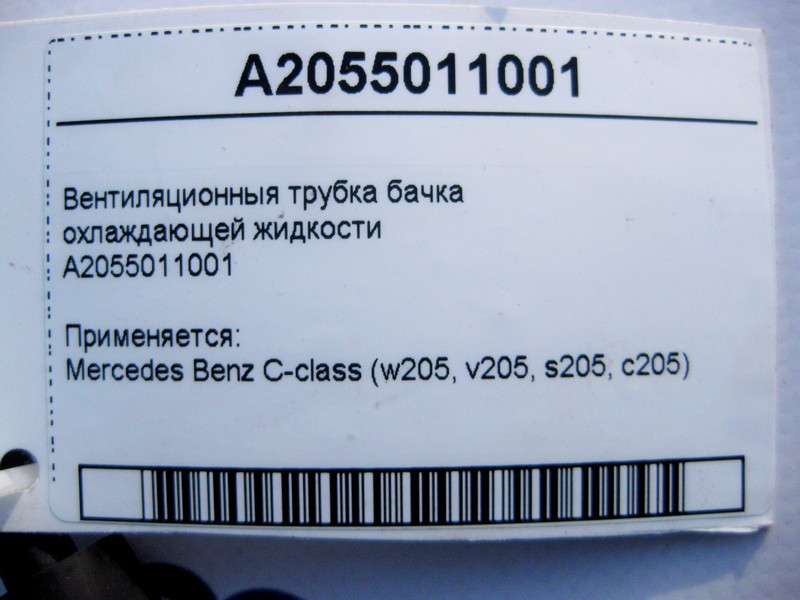 A2055011001
Вентиляционныя трубка бачка
охлаждающей жидкости
A2055011001
Применяется:
Mercedes Benz C-class (w205, v205, s205, c205)